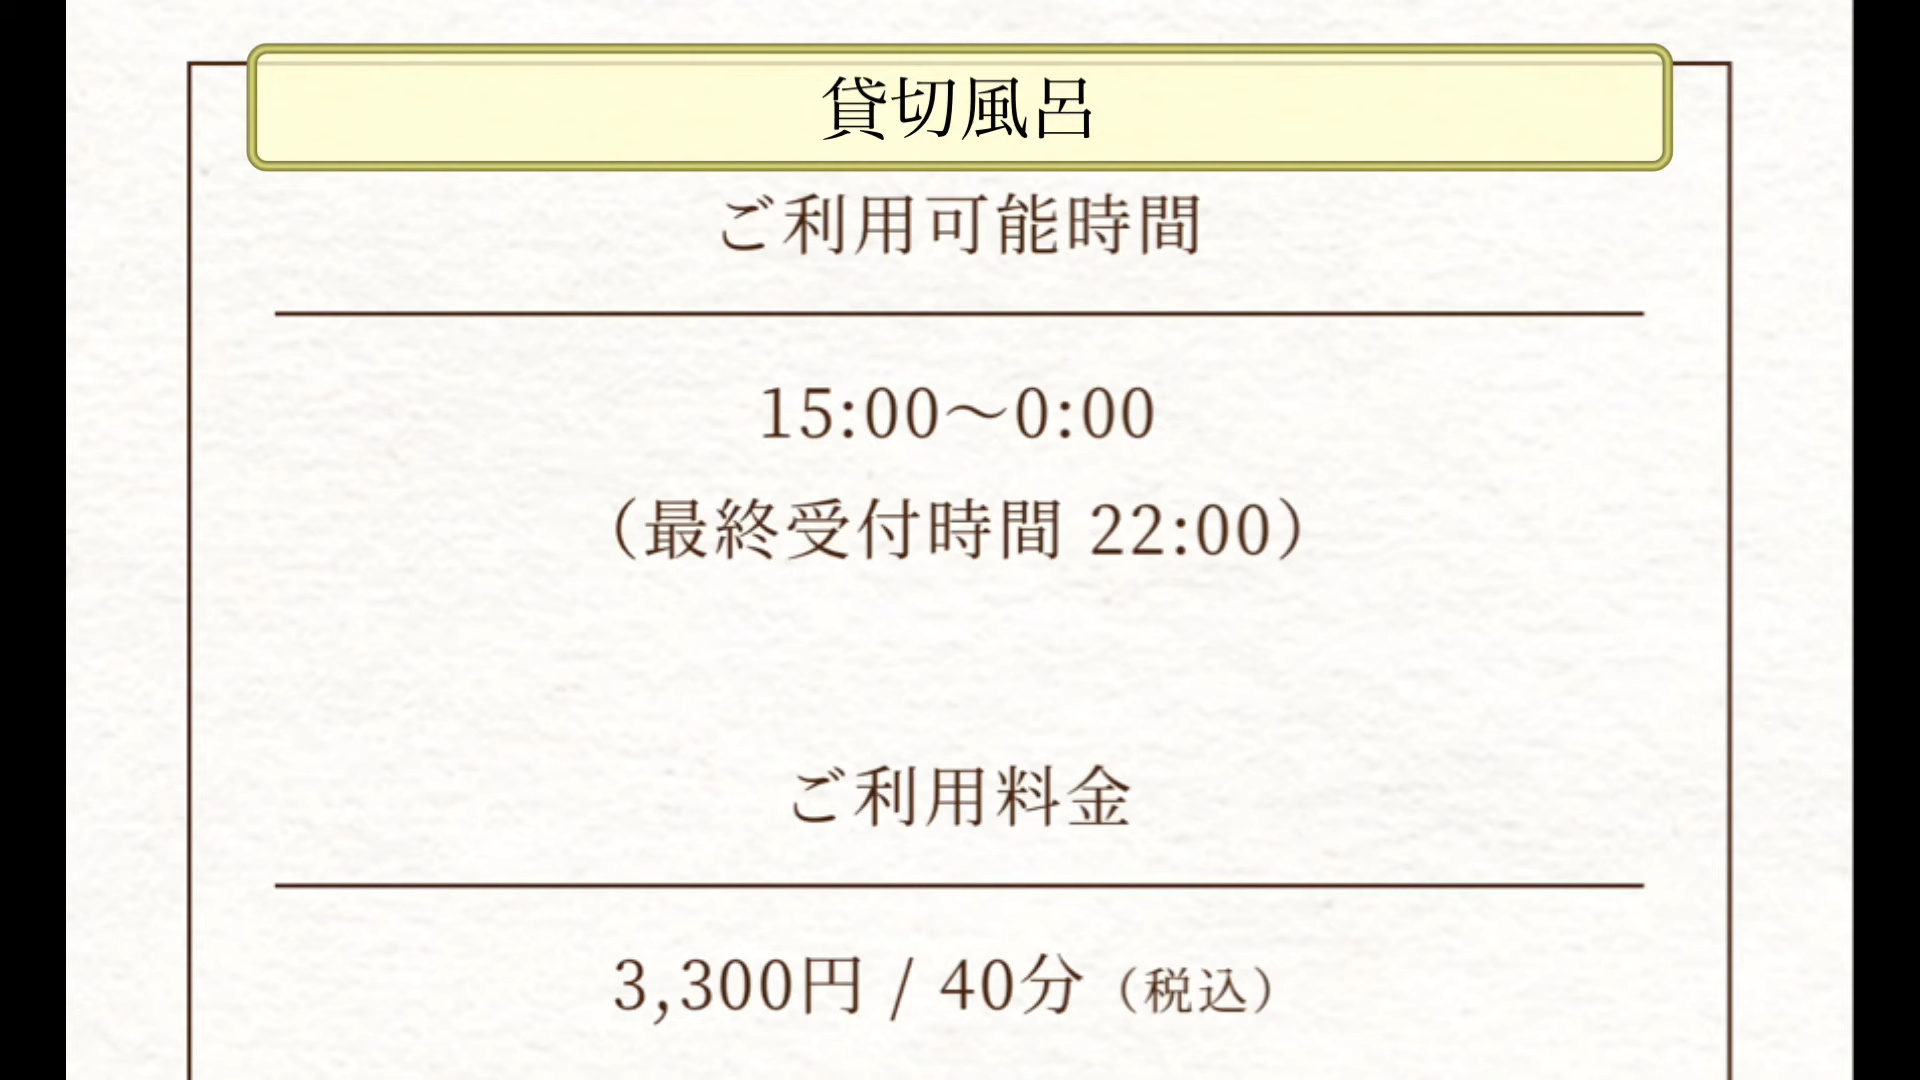 貸切風呂
ご利用可能時間
15:00〜0:00
（最終受付時間 22:00）
ご利用料金
3,300円 / 40分（税込）